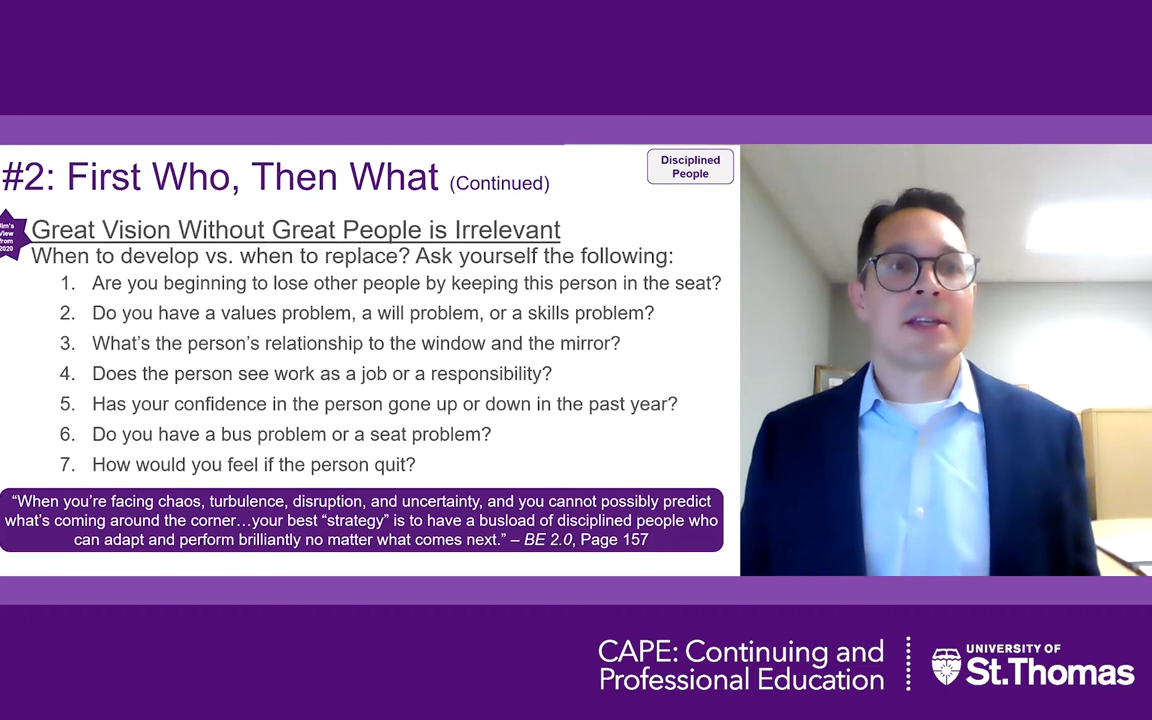 #2: First Who, Then What (Continued)
Disciplined
People
Jim's
View
from
2020
Great Vision Without Great People is Irrelevant
When to develop vs. when to replace? Ask yourself the following:
1. Are you beginning to lose other people by keeping this person in the seat?
2. Do you have a values problem, a will problem, or a skills problem?
3. What's the person's relationship to the window and the mirror?
4. Does the person see work as a job or a responsibility?
5. Has your confidence in the person gone up or down in the past year?
6. Do you have a bus problem or a seat problem?
7. How would you feel if the person quit?
“When you're facing chaos, turbulence, disruption, and uncertainty, and you cannot possibly predict
what's coming around the corner…your best “strategy” is to have a busload of disciplined people who
can adapt and perform brilliantly no matter what comes next.” – BE 2.0, Page 157
CAPE: Continuing and
Professional Education
UNIVERSITY OF
St.Thomas